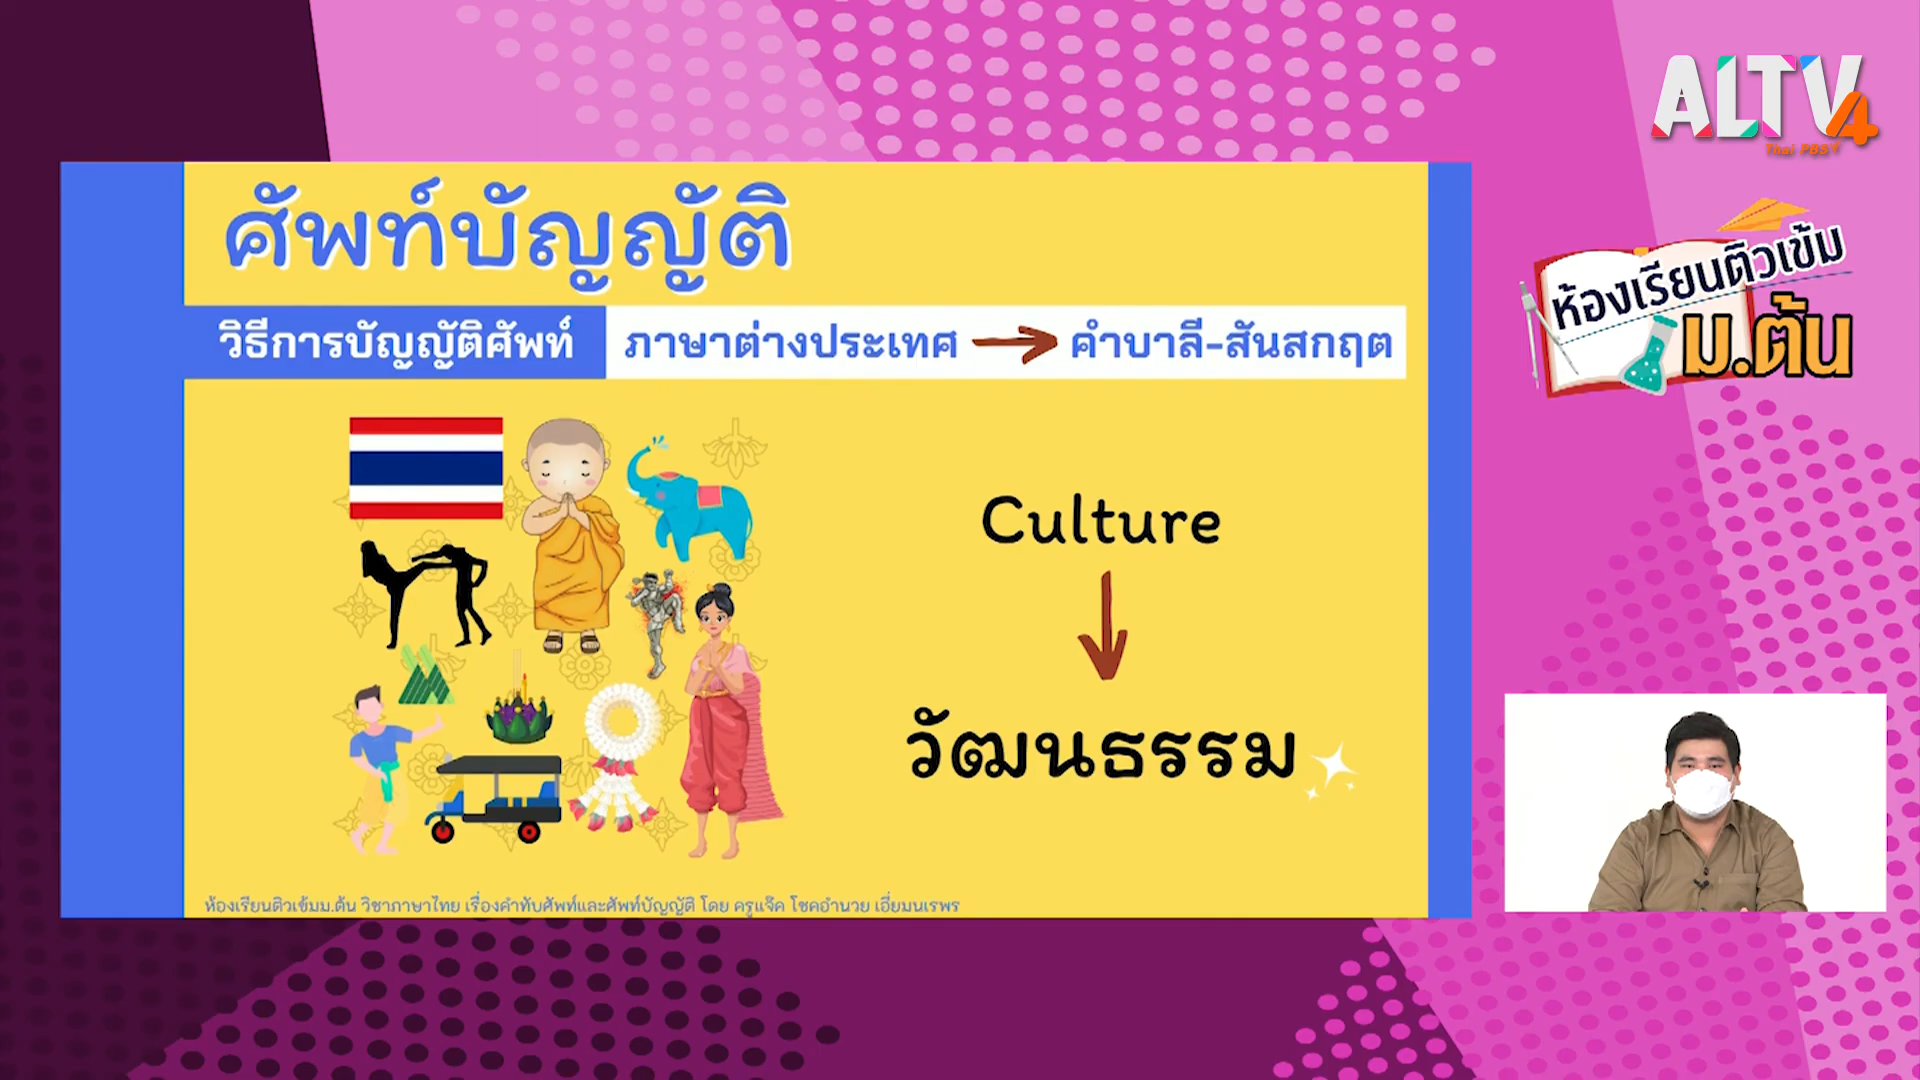 ALTV4
Thai PBS
ห้องเรียนติวเข้ม
ม.ต้น
ศัพท์บัญญัติ
วิธีการบัญญัติศัพท์ ภาษาต่างประเทศ → คำบาลี-สันสกฤต
Culture
วัฒนธรรม
ห้องเรียนติวเข้มม.ต้น วิชาภาษาไทย เรื่องคำทับศัพท์และศัพท์บัญญัติ โดย ครูแจ๊ค โชคอำนวย เอี่ยมนเรพร